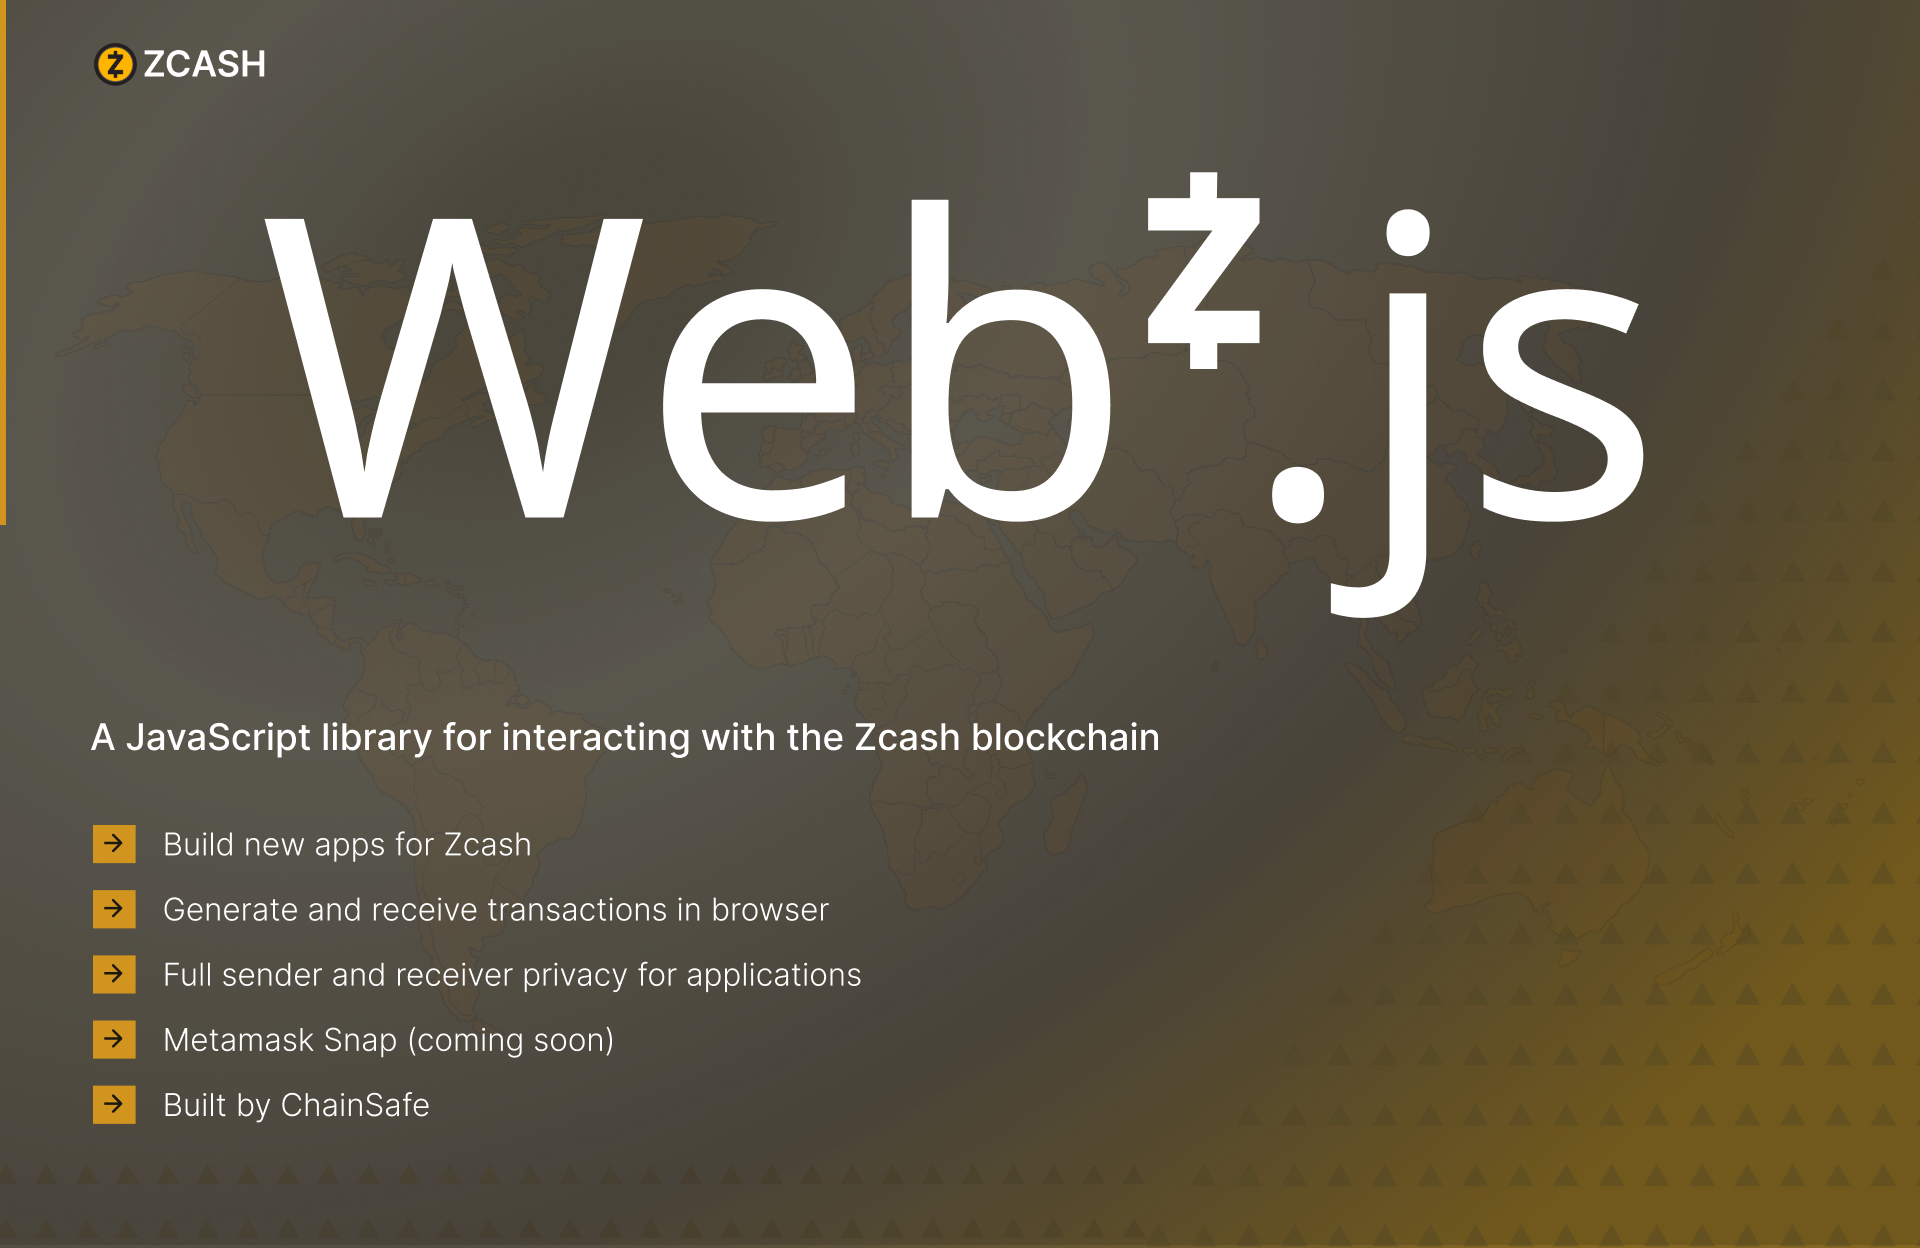 ZCASH
Webⓩ.js
A JavaScript library for interacting with the Zcash blockchain
Build new apps for Zcash
Generate and receive transactions in browser
Full sender and receiver privacy for applications
Metamask Snap (coming soon)
Built by ChainSafe